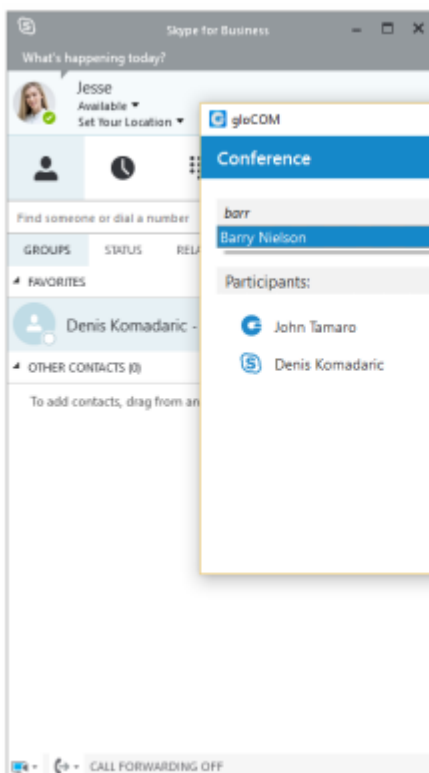 Skype for Business
What's happening today?
Jesse
Available
Set Your Location
gloCOM
Conference
Find someone or dial a number
barr
Barry Nielson
GROUPS STATUS RELA
Participants:
FAVORITES
John Tamaro
Denis Komadaric -
Denis Komadaric
OTHER CONTACTS (0)
To add contacts, drag from an
CALL FORWARDING OFF